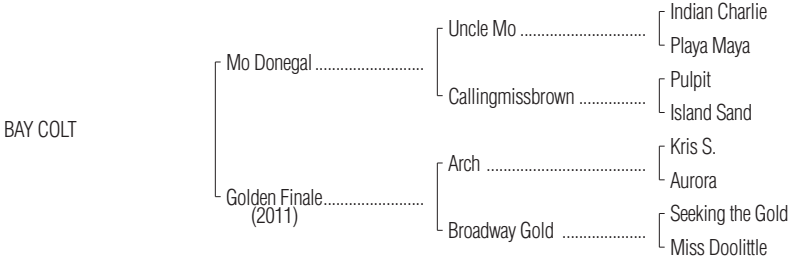 Indian Charlie
Uncle Mo ..............................
Playa Maya
Mo Donegal ..........................
Pulpit
Callingmissbrown ................
Island Sand
BAY COLT
Kris S.
Arch ......................................
Aurora
Golden Finale........................
(2011)
Seeking the Gold
Broadway Gold ....................
Miss Doolittle